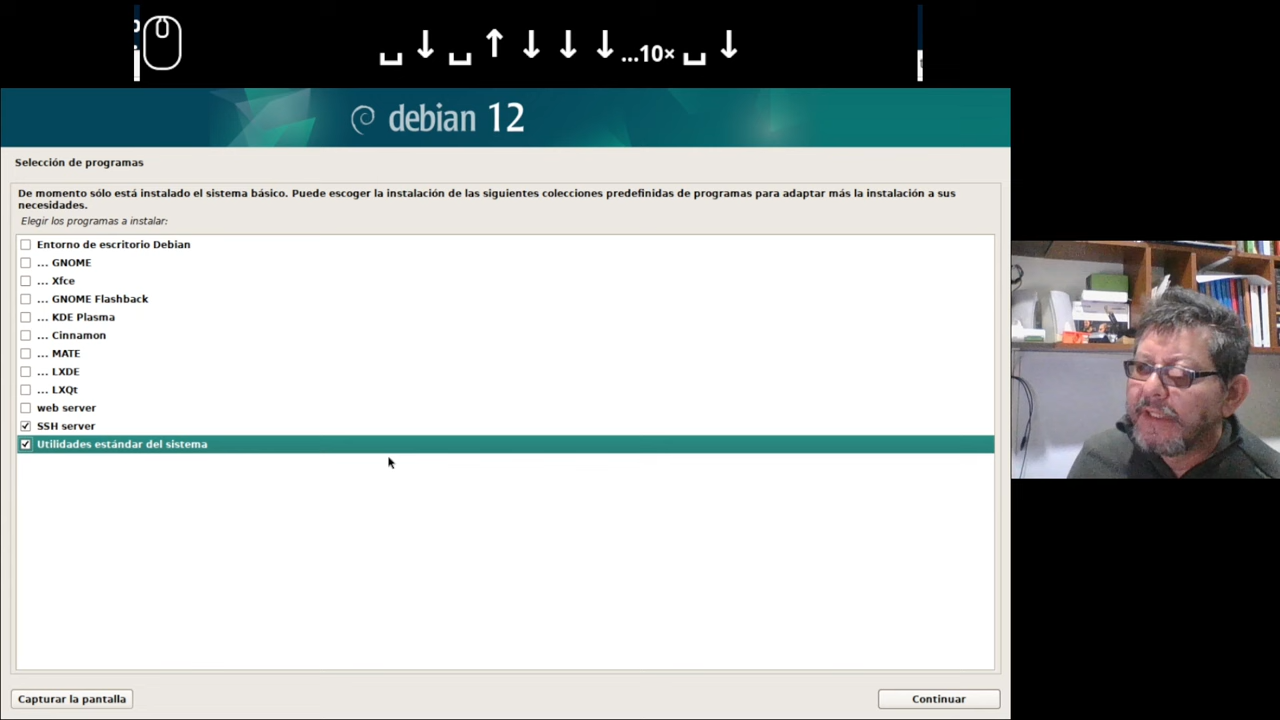 ␣ ↓ ␣ ↑ ↓ ↓ ↓ ...10× ␣ ↓
debian 12
Selección de programas
De momento sólo está instalado el sistema básico. Puede escoger la instalación de las siguientes colecciones predefinidas de programas para adaptar más la instalación a sus
necesidades.
Elegir los programas a instalar:
Entorno de escritorio Debian
... GNOME
... Xfce
... GNOME Flashback
... KDE Plasma
... Cinnamon
... MATE
... LXDE
... LXQt
web server
SSH server
Utilidades estándar del sistema
Capturar la pantalla
Continuar